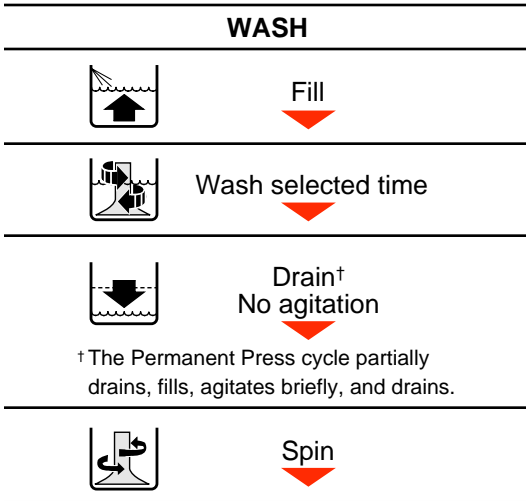 WASH
Fill
Wash selected time
Drain†
No agitation
† The Permanent Press cycle partially
drains, fills, agitates briefly, and drains.
Spin